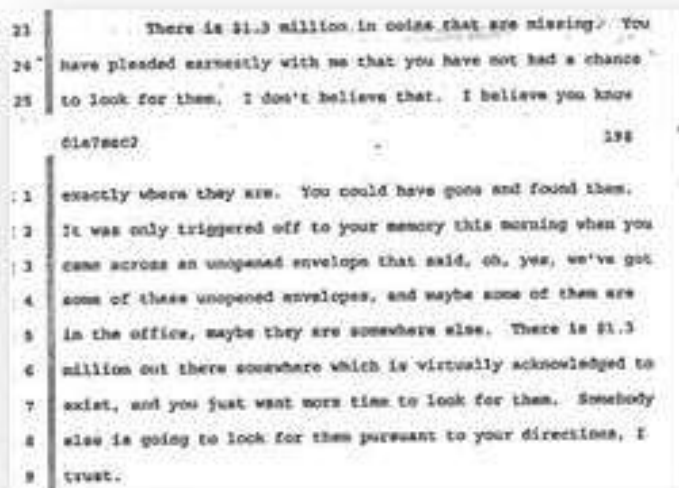 23 There is $1.3 million in coins that are missing. You
24 have pleaded earnestly with me that you have not had a chance
25 to look for them. I don't believe that. I believe you know
198
1 exactly where they are. You could have gone and found them.
2 It was only triggered off to your memory this morning when you
3 came across an unopened envelope that said, oh, yes, we've got
4 some of these unopened envelopes, and maybe some of them are
5 in the office, maybe they are somewhere else. There is $1.3
6 million out there somewhere which is virtually acknowledged to
7 exist, and you just want more time to look for them. Somebody
8 else is going to look for them pursuant to your directions, I
9 trust.